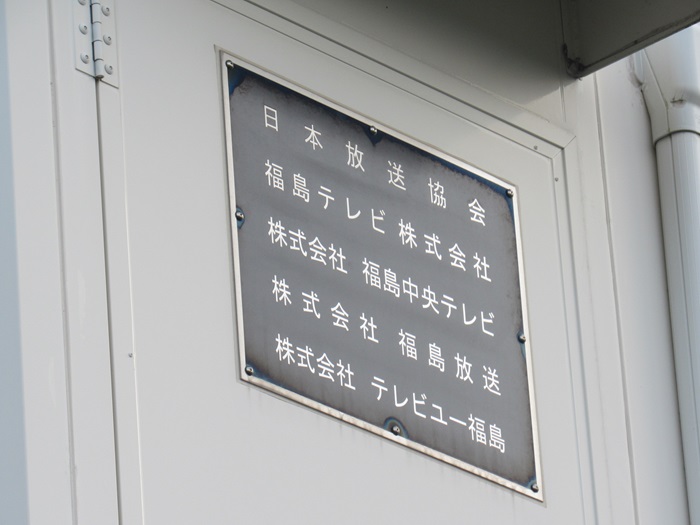 日本放送協会
福島テレビ株式会社
株式会社 福島中央テレビ
株式会社 福島放送
株式会社 テレビユー福島